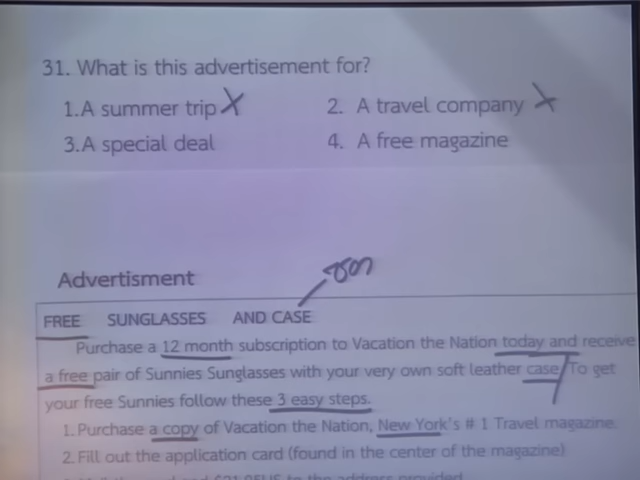 31. What is this advertisement for?
1.A summer trip X
2. A travel company X
3.A special deal
4. A free magazine
Advertisment
FREE SUNGLASSES AND CASE
Purchase a 12 month subscription to Vacation the Nation today and receive
a free pair of Sunnies Sunglasses with your very own soft leather case To get
your free Sunnies follow these 3 easy steps.
1.Purchase a copy of Vacation the Nation, New York's # 1 Travel magazine.
2. Fill out the application card (found in the center of the magazine)
to the address provided